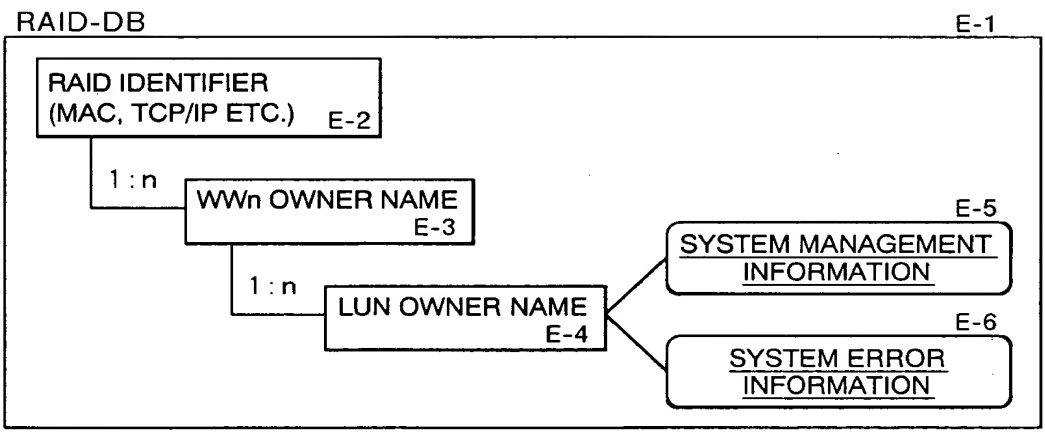 RAID-DB
E-1
RAID IDENTIFIER
(MAC, TCP/IP ETC.)
E-2
1:n
WWn OWNER NAME
E-3
1:n
LUN OWNER NAME
E-4
E-5
SYSTEM MANAGEMENT
INFORMATION
E-6
SYSTEM ERROR
INFORMATION